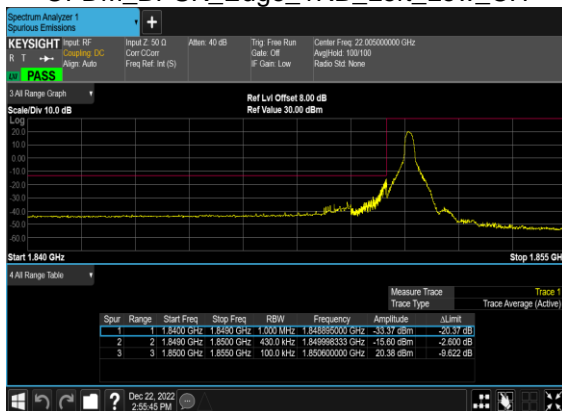 Spectrum Analyzer 1
Spurious Emissions
+
KEYSIGHT Input: RF
R T Coupling: DC
Align: Auto
LXI PASS
Input Z: 50 Ω
Corr CCorr
Freq Ref: Int (S)
Atten: 40 dB
Trig: Free Run
Gate: Off
IF Gain: Low
Center Freq: 22.005000000 GHz
Avg|Hold: 100/100
Radio Std: None
3 All Range Graph
Scale/Div 10.0 dB
Ref Lvl Offset 8.00 dB
Ref Value 30.00 dBm
Log
20.0
10.0
0.00
-10.0
-20.0
-30.0
-40.0
-50.0
-60.0
Start 1.840 GHz
Stop 1.855 GH
4 All Range Table
Measure Trace Trace 1
Trace Type Trace Average (Active)
Spur Range Start Freq Stop Freq RBW Frequency Amplitude ΔLimit
1 1 1.8400 GHz 1.8490 GHz 1.000 MHz 1.848895000 GHz -33.37 dBm -20.37 dB
2 2 1.8490 GHz 1.8500 GHz 430.0 kHz 1.849998333 GHz -15.60 dBm -2.600 dB
3 3 1.8500 GHz 1.8550 GHz 100.0 kHz 1.850600000 GHz 20.38 dBm -9.622 dB
?
Dec 22, 2022
2:55:45 PM